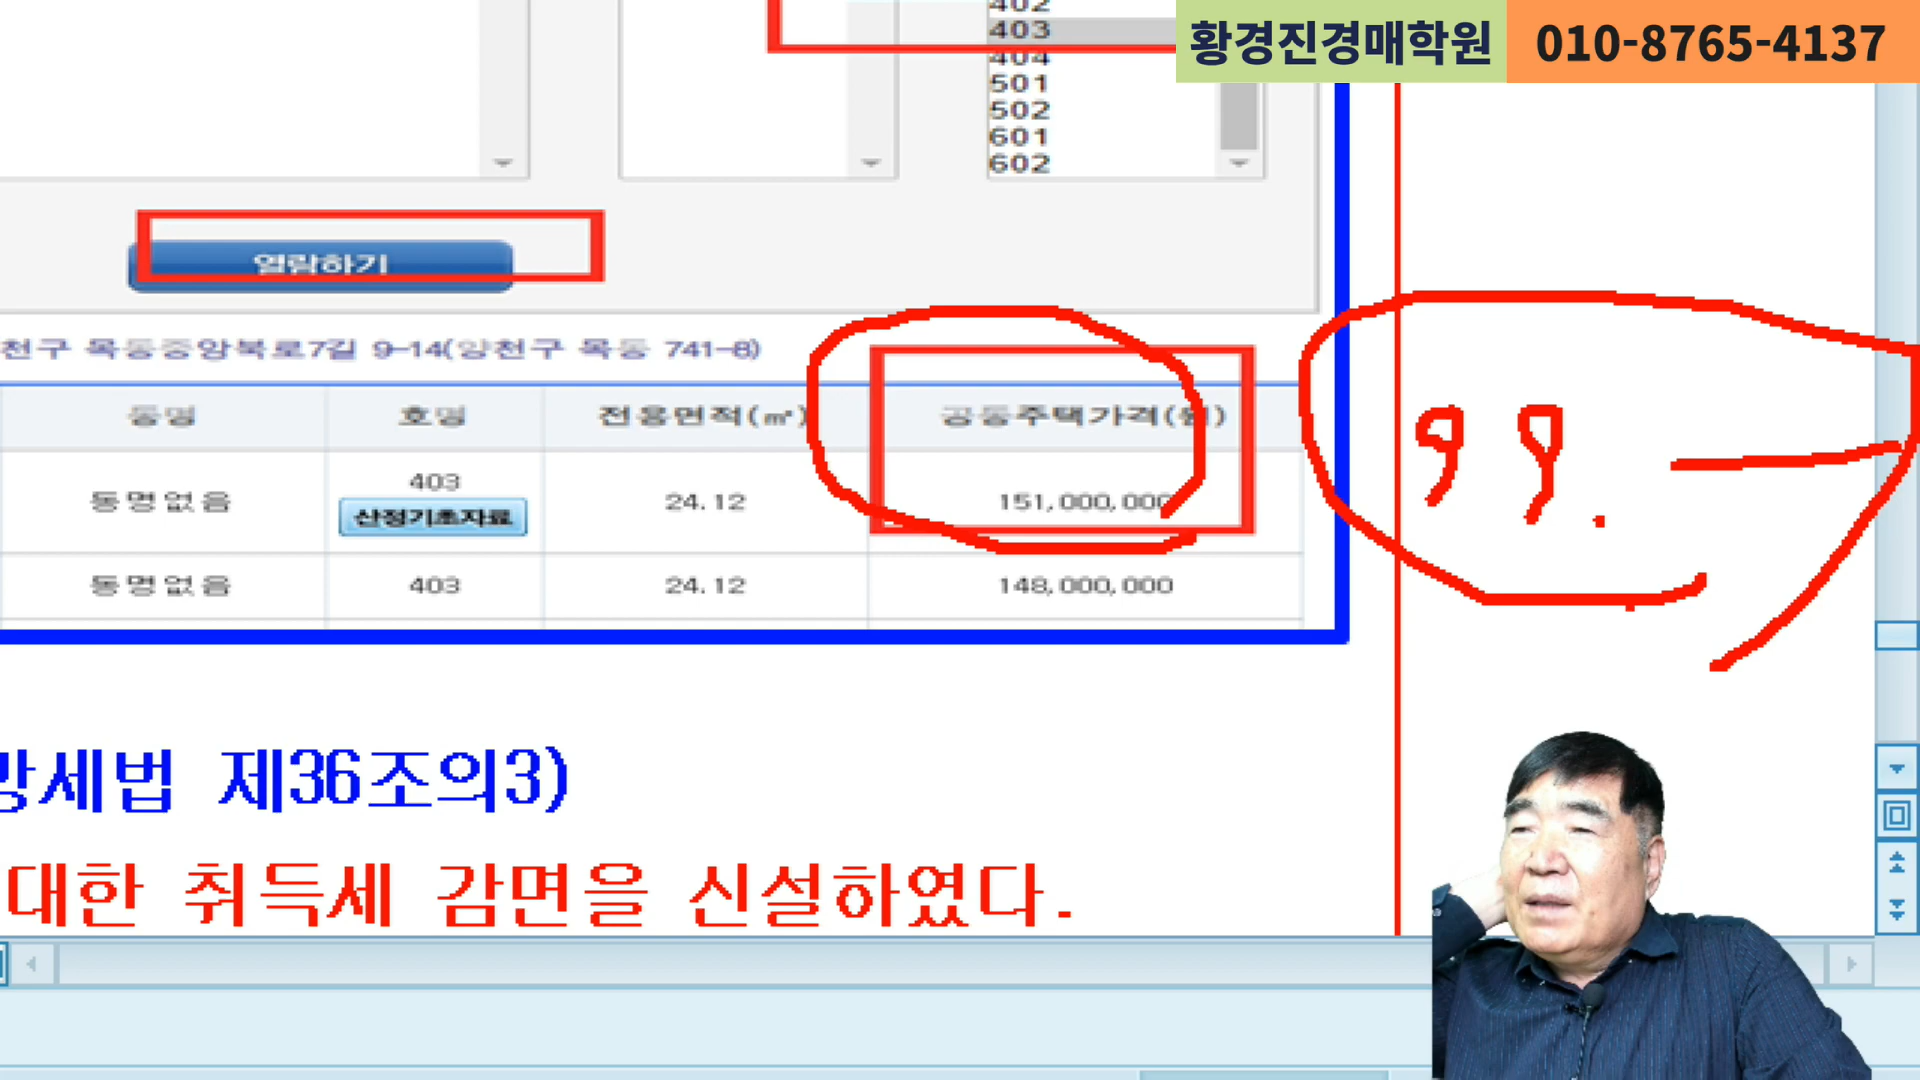 황경진경매학원 010-8765-4137
402
403
404
501
502
601
602
열람하기
천구 목동중앙북로7길 9-14(양천구 목동 741-8)
동명 호명 전용면적(㎡) 공동주택가격(원)
동명없음 403 24.12 151,000,000
산정기초자료
99.
동명없음 403 24.12 148,000,000
방세법 제36조의3)
대한 취득세 감면을 신설하였다.